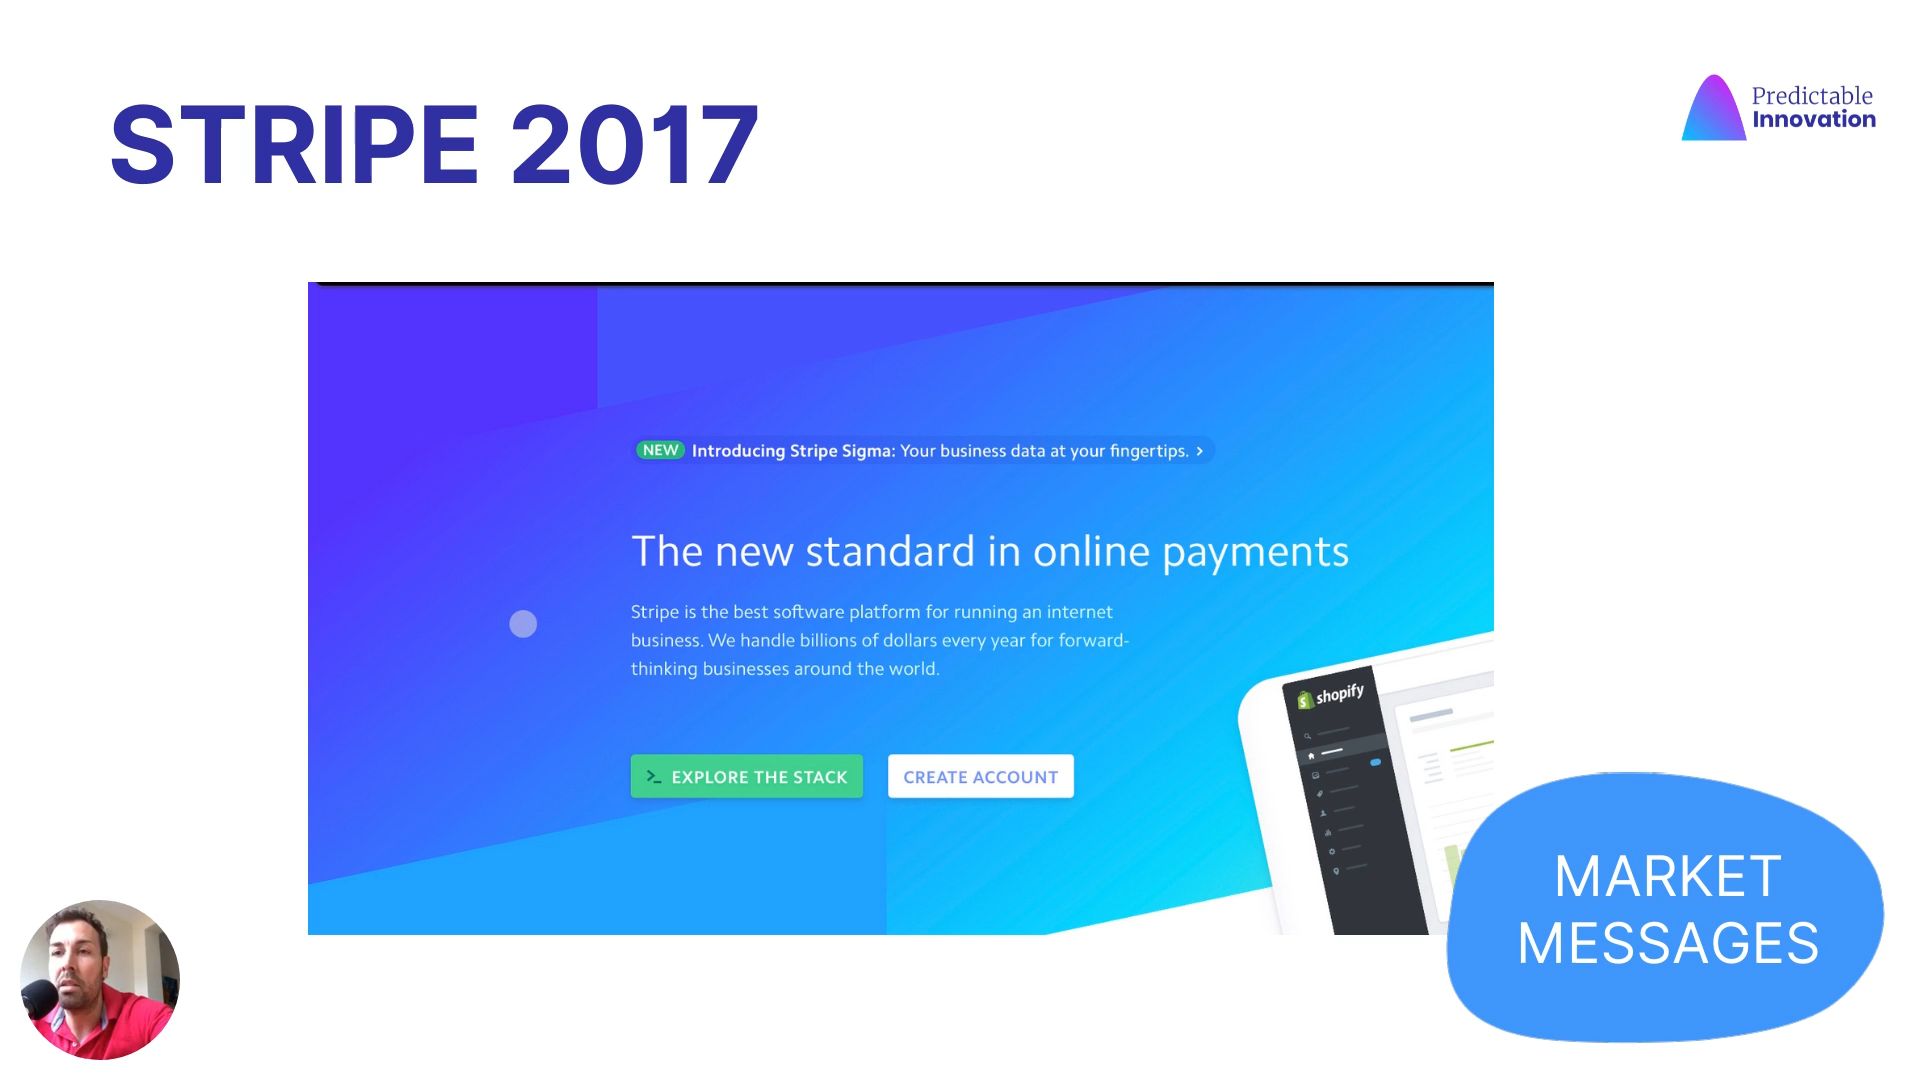 STRIPE 2017
Predictable
Innovation
NEW Introducing Stripe Sigma: Your business data at your fingertips. >
The new standard in online payments
Stripe is the best software platform for running an internet
business. We handle billions of dollars every year for forward-
thinking businesses around the world.
>_ EXPLORE THE STACK
CREATE ACCOUNT
shopify
MARKET
MESSAGES